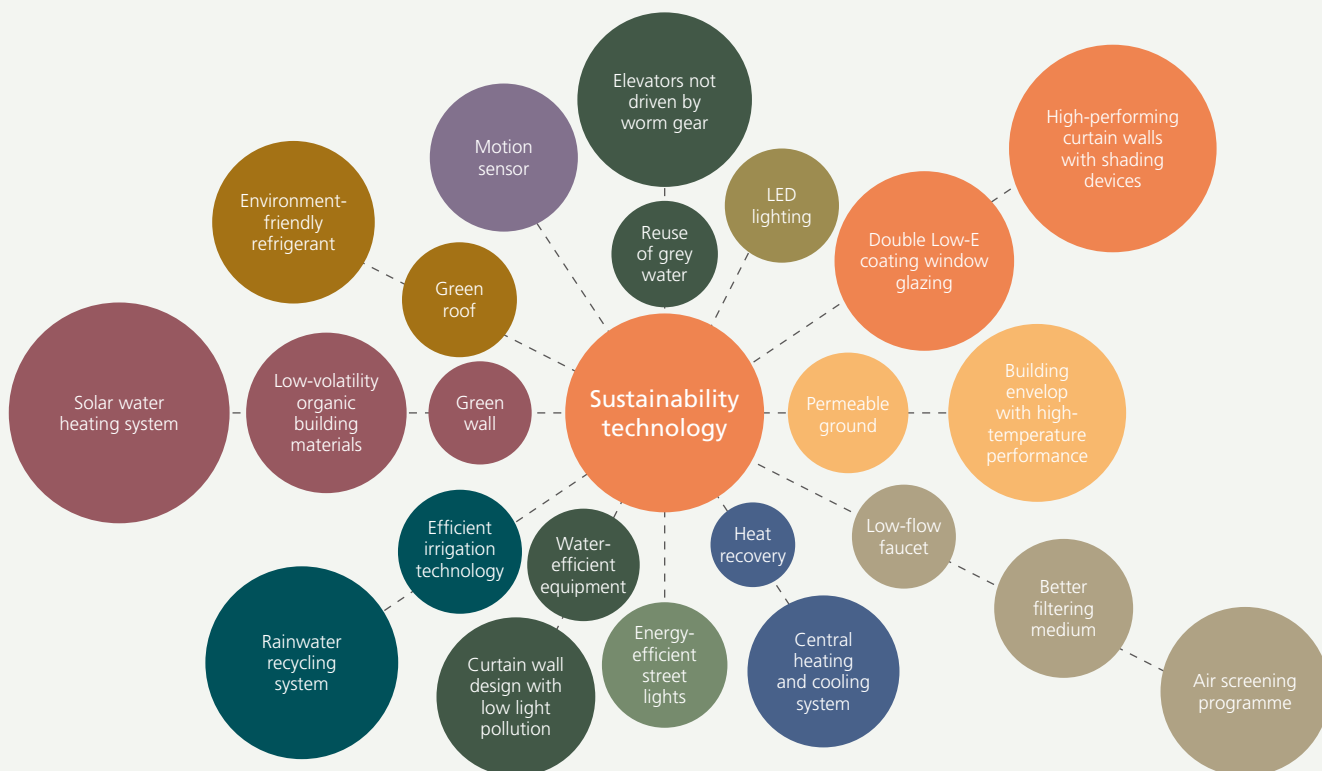 Elevators not
driven by
worm gear
High-performing
curtain walls
with shading
devices
Motion
sensor
LED
lighting
Environment-
friendly
refrigerant
Reuse
of grey
water
Double Low-E
coating window
glazing
Green
roof
Solar water
heating system
Low-volatility
organic
building
materials
Green
wall
Sustainability
technology
Permeable
ground
Building
envelop
with high-
temperature
performance
Efficient
irrigation
technology
Water-
efficient
equipment
Heat
recovery
Low-flow
faucet
Better
filtering
medium
Rainwater
recycling
system
Curtain wall
design with
low light
pollution
Energy-
efficient
street
lights
Central
heating
and cooling
system
Air screening
programme